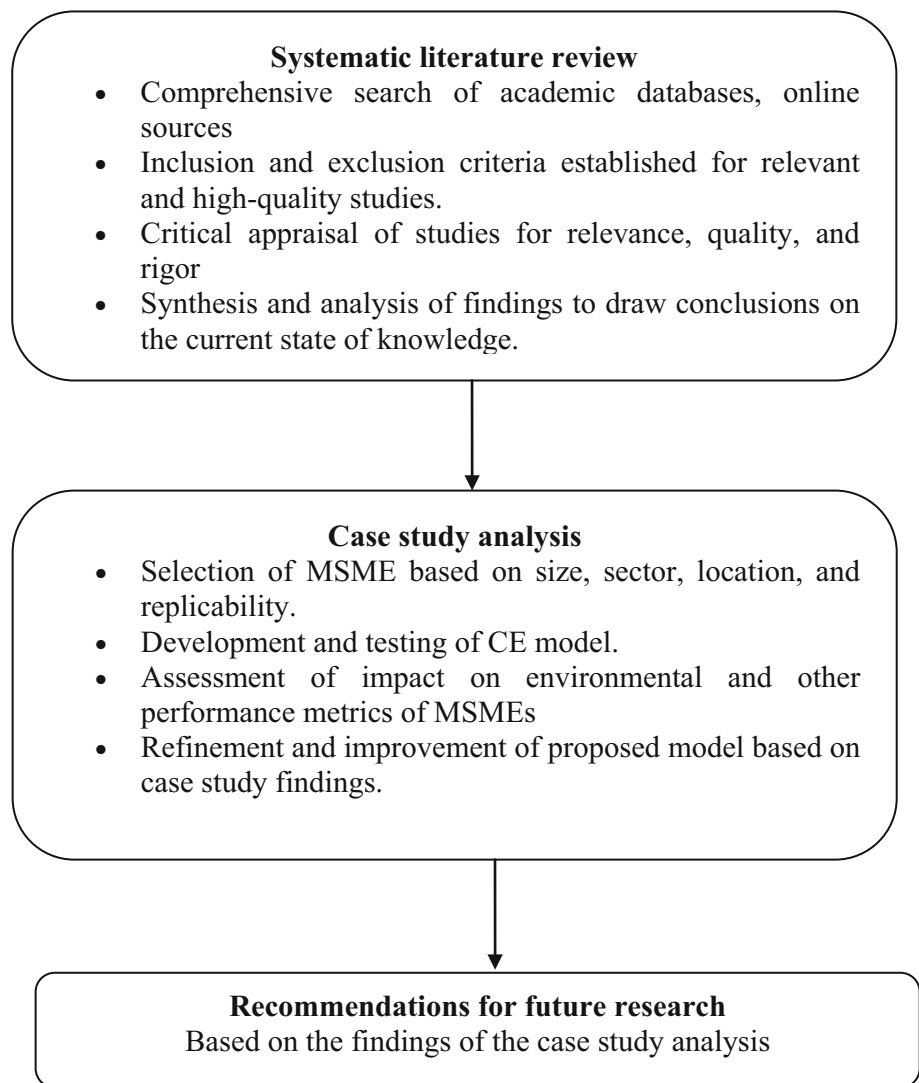 Systematic literature review
• Comprehensive search of academic databases, online
sources
• Inclusion and exclusion criteria established for relevant
and high-quality studies.
• Critical appraisal of studies for relevance, quality, and
rigor
• Synthesis and analysis of findings to draw conclusions on
the current state of knowledge.
Case study analysis
• Selection of MSME based on size, sector, location, and
replicability.
• Development and testing of CE model.
• Assessment of impact on environmental and other
performance metrics of MSMEs
• Refinement and improvement of proposed model based on
case study findings.
Recommendations for future research
Based on the findings of the case study analysis